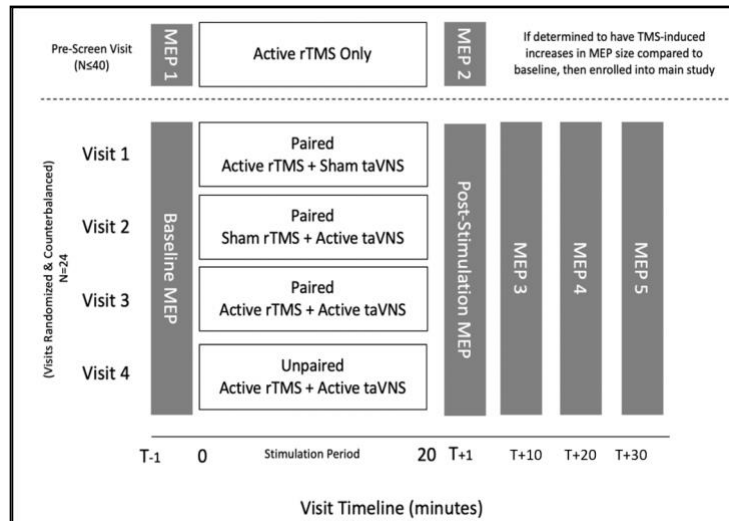 Pre-Screen Visit
(N≤40)
MEP 1
Active rTMS Only
MEP 2
If determined to have TMS-induced
increases in MEP size compared to
baseline, then enrolled into main study
(Visits Randomized & Counterbalanced)
N=24
Visit 1
Visit 2
Visit 3
Visit 4
Baseline MEP
Paired
Active rTMS + Sham taVNS
Paired
Sham rTMS + Active taVNS
Paired
Active rTMS + Active taVNS
Unpaired
Active rTMS + Active taVNS
Post-Stimulation MEP
MEP 3
MEP 4
MEP 5
T-1 0 Stimulation Period 20 T+1 T+10 T+20 T+30
Visit Timeline (minutes)